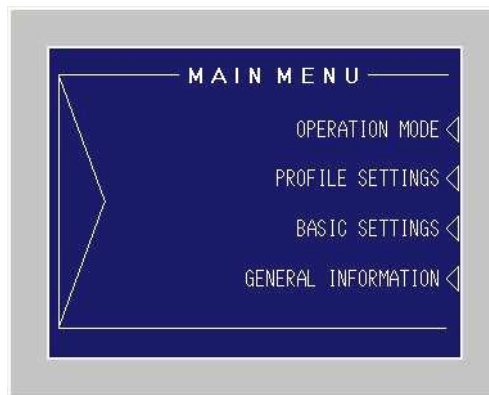 MAIN MENU
OPERATION MODE
PROFILE SETTINGS
BASIC SETTINGS
GENERAL INFORMATION